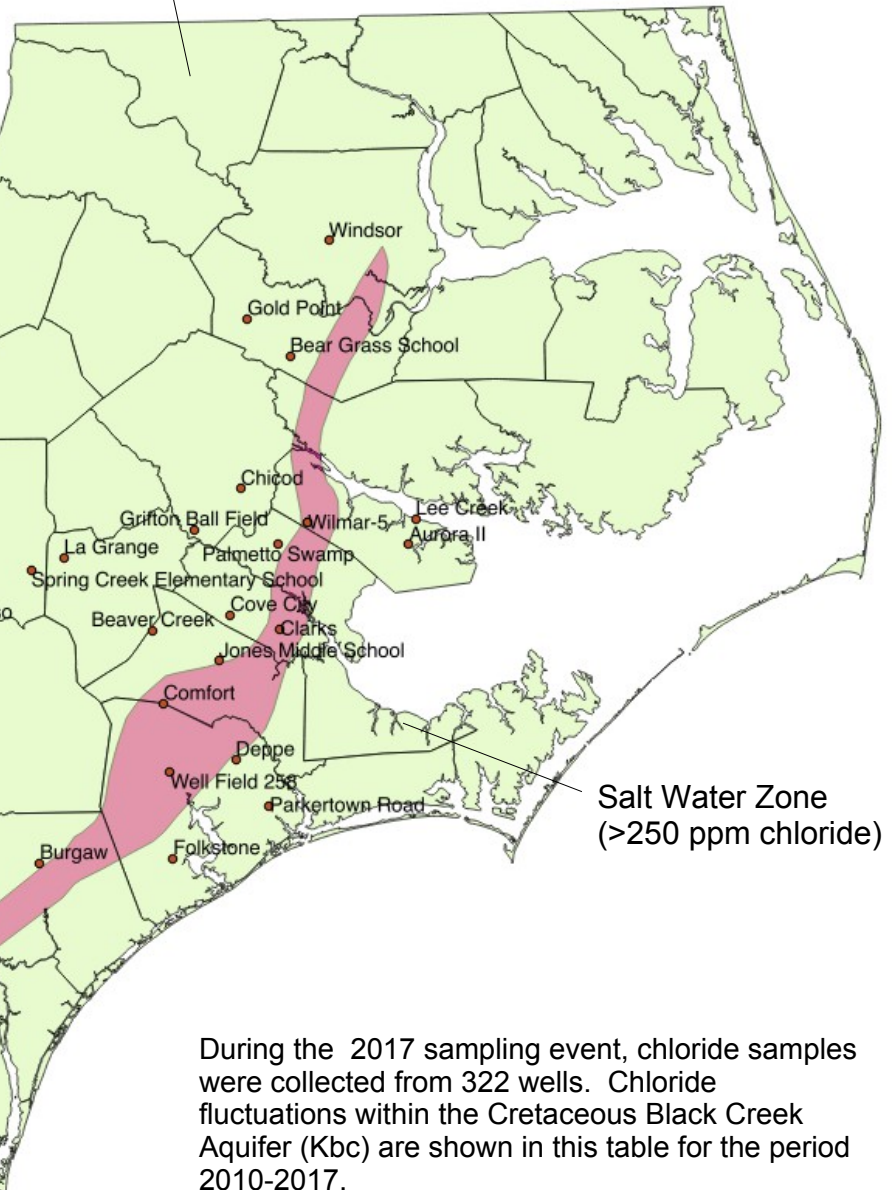 Windsor
Gold Point
Bear Grass School
Chicod
Grifton Ball Field
Wilmar-5
Lee Creek
Aurora II
La Grange
Palmetto Swamp
Spring Creek Elementary School
Cove City
Beaver Creek
Clarks
Jones Middle School
Comfort
Deppe
Well Field 258
Parkertown Road
Folkstone
Burgaw
Salt Water Zone
(>250 ppm chloride)
During the 2017 sampling event, chloride samples
were collected from 322 wells. Chloride
fluctuations within the Cretaceous Black Creek
Aquifer (Kbc) are shown in this table for the period
2010-2017.